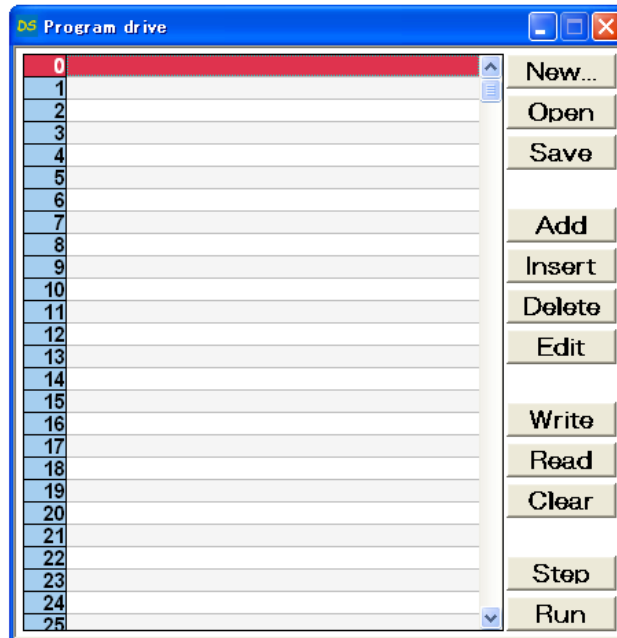 DS Program drive
0
1
2
3
4
5
6
7
8
9
10
11
12
13
14
15
16
17
18
19
20
21
22
23
24
25
New...
Open
Save
Add
Insert
Delete
Edit
Write
Read
Clear
Step
Run